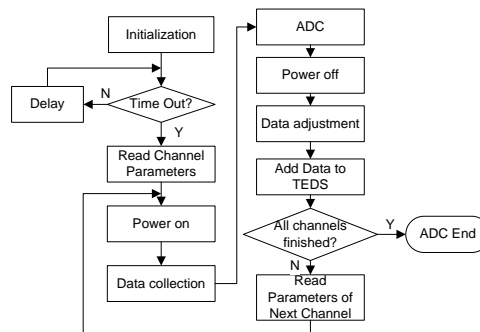 Initialization
N
Time Out?
Delay
Y
Read Channel
Parameters
Power on
Data collection
ADC
Power off
Data adjustment
Add Data to
TEDS
All channels
finished?
Y
ADC End
N
Read
Parameters of
Next Channel